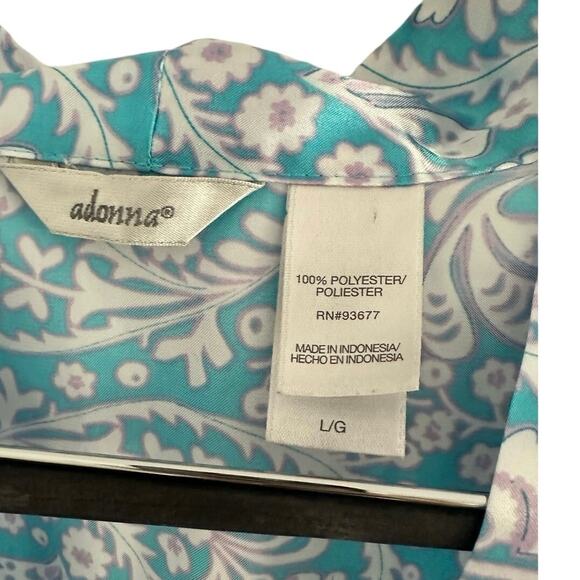 adonna®
100% POLYESTER/
POLIESTER
RN#93677
MADE IN INDONESIA/
HECHO EN INDONESIA
L/G